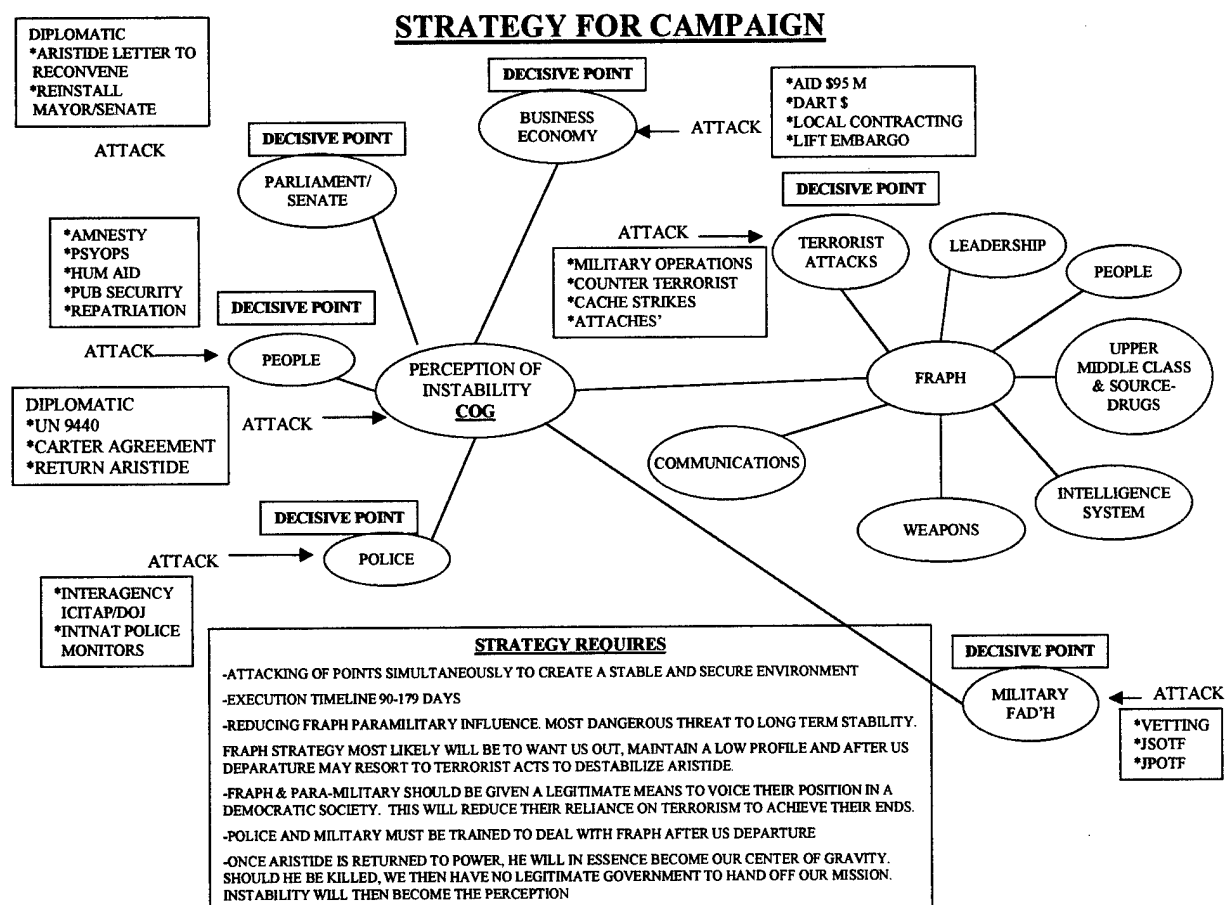 STRATEGY FOR CAMPAIGN
DIPLOMATIC
*ARISTIDE LETTER TO
RECONVENE
*REINSTALL
MAYOR/SENATE
ATTACK
DECISIVE POINT
PARLIAMENT/
SENATE
DECISIVE POINT
BUSINESS
ECONOMY
ATTACK
*AID $95 M
*DART $
*LOCAL CONTRACTING
*LIFT EMBARGO
*AMNESTY
*PSYOPS
*HUM AID
*PUB SECURITY
*REPATRIATION
DECISIVE POINT
ATTACK
PEOPLE
DIPLOMATIC
*UN 9440
*CARTER AGREEMENT
*RETURN ARISTIDE
ATTACK
PERCEPTION OF
INSTABILITY
COG
DECISIVE POINT
ATTACK
TERRORIST
ATTACKS
*MILITARY OPERATIONS
*COUNTER TERRORIST
*CACHE STRIKES
*ATTACHES'
LEADERSHIP
PEOPLE
UPPER
MIDDLE CLASS
& SOURCE-
DRUGS
FRAPH
COMMUNICATIONS
WEAPONS
INTELLIGENCE
SYSTEM
DECISIVE POINT
ATTACK
POLICE
*INTERAGENCY
ICITAP/DOJ
*INTNAT POLICE
MONITORS
DECISIVE POINT
MILITARY
FAD'H
ATTACK
*VETTING
*JSOTF
*JPOTF
STRATEGY REQUIRES
-ATTACKING OF POINTS SIMULTANEOUSLY TO CREATE A STABLE AND SECURE ENVIRONMENT
-EXECUTION TIMELINE 90-179 DAYS
-REDUCING FRAPH PARAMILITARY INFLUENCE. MOST DANGEROUS THREAT TO LONG TERM STABILITY.
FRAPH STRATEGY MOST LIKELY WILL BE TO WANT US OUT, MAINTAIN A LOW PROFILE AND AFTER US
DEPARATURE MAY RESORT TO TERRORIST ACTS TO DESTABILIZE ARISTIDE.
-FRAPH & PARA-MILITARY SHOULD BE GIVEN A LEGITIMATE MEANS TO VOICE THEIR POSITION IN A
DEMOCRATIC SOCIETY. THIS WILL REDUCE THEIR RELIANCE ON TERRORISM TO ACHIEVE THEIR ENDS.
-POLICE AND MILITARY MUST BE TRAINED TO DEAL WITH FRAPH AFTER US DEPARTURE
-ONCE ARISTIDE IS RETURNED TO POWER, HE WILL IN ESSENCE BECOME OUR CENTER OF GRAVITY.
SHOULD HE BE KILLED, WE THEN HAVE NO LEGITIMATE GOVERNMENT TO HAND OFF OUR MISSION.
INSTABILITY WILL THEN BECOME THE PERCEPTION